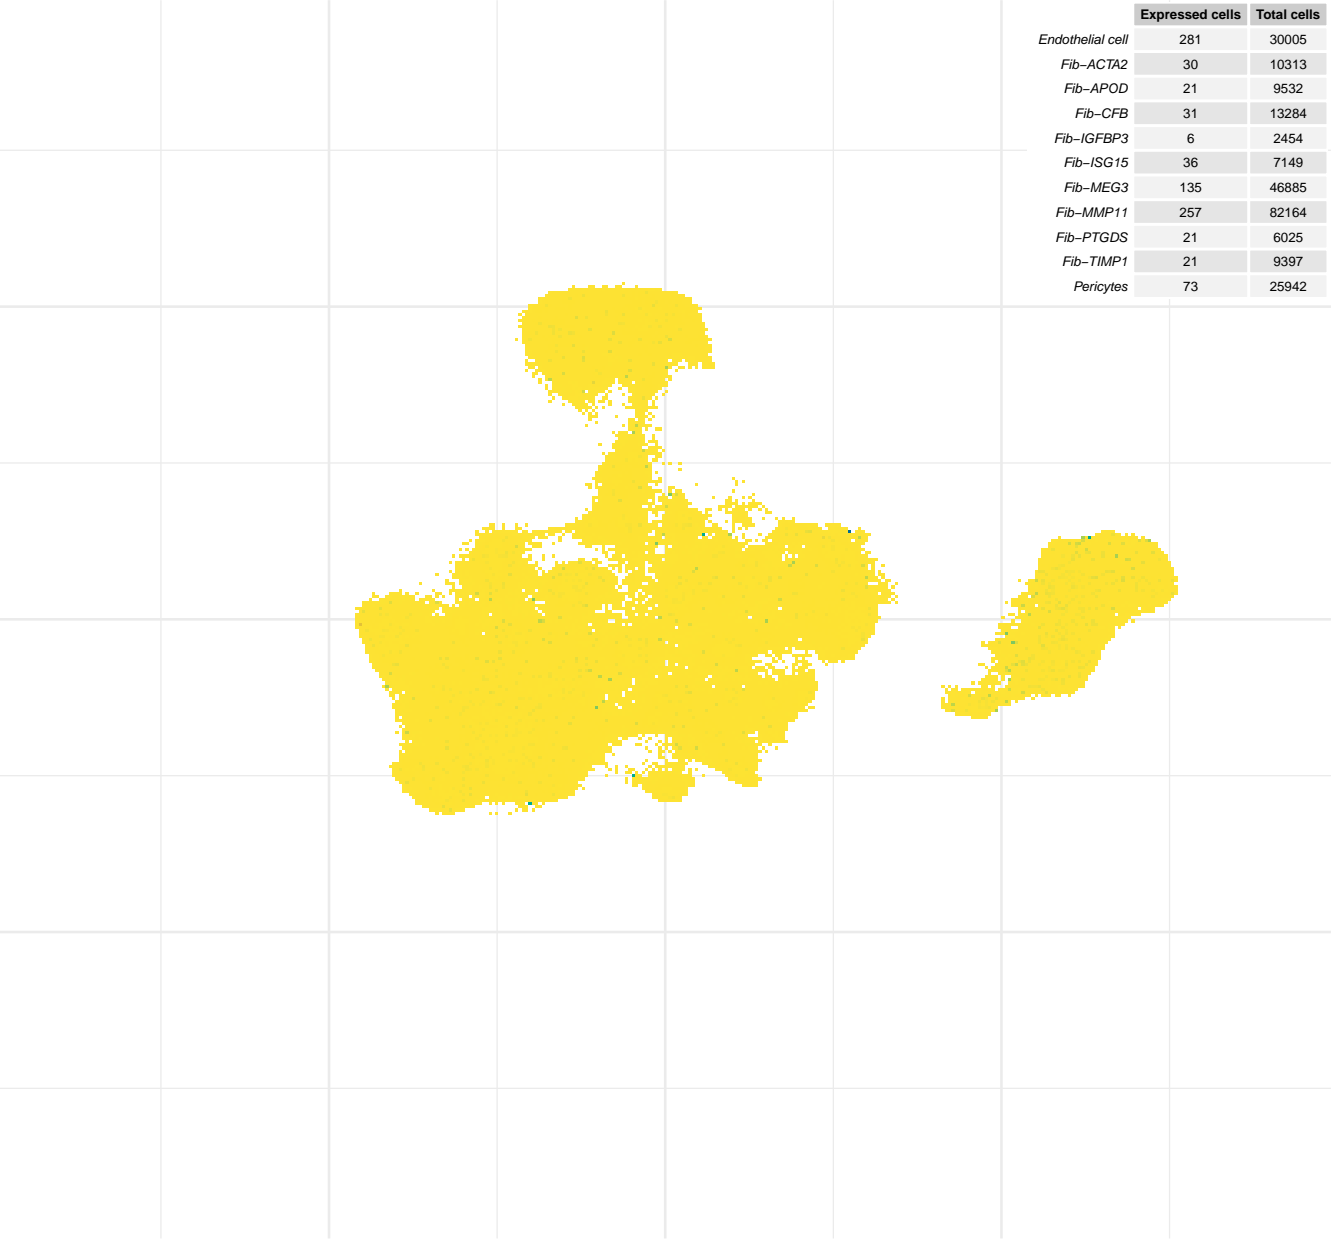 Expressed cells Total cells
Endothelial cell 281 30005
Fib−ACTA2 30 10313
Fib−APOD 21 9532
Fib−CFB 31 13284
Fib−IGFBP3 6 2454
Fib−ISG15 36 7149
Fib−MEG3 135 46885
Fib−MMP11 257 82164
Fib−PTGDS 21 6025
Fib−TIMP1 21 9397
Pericytes 73 25942